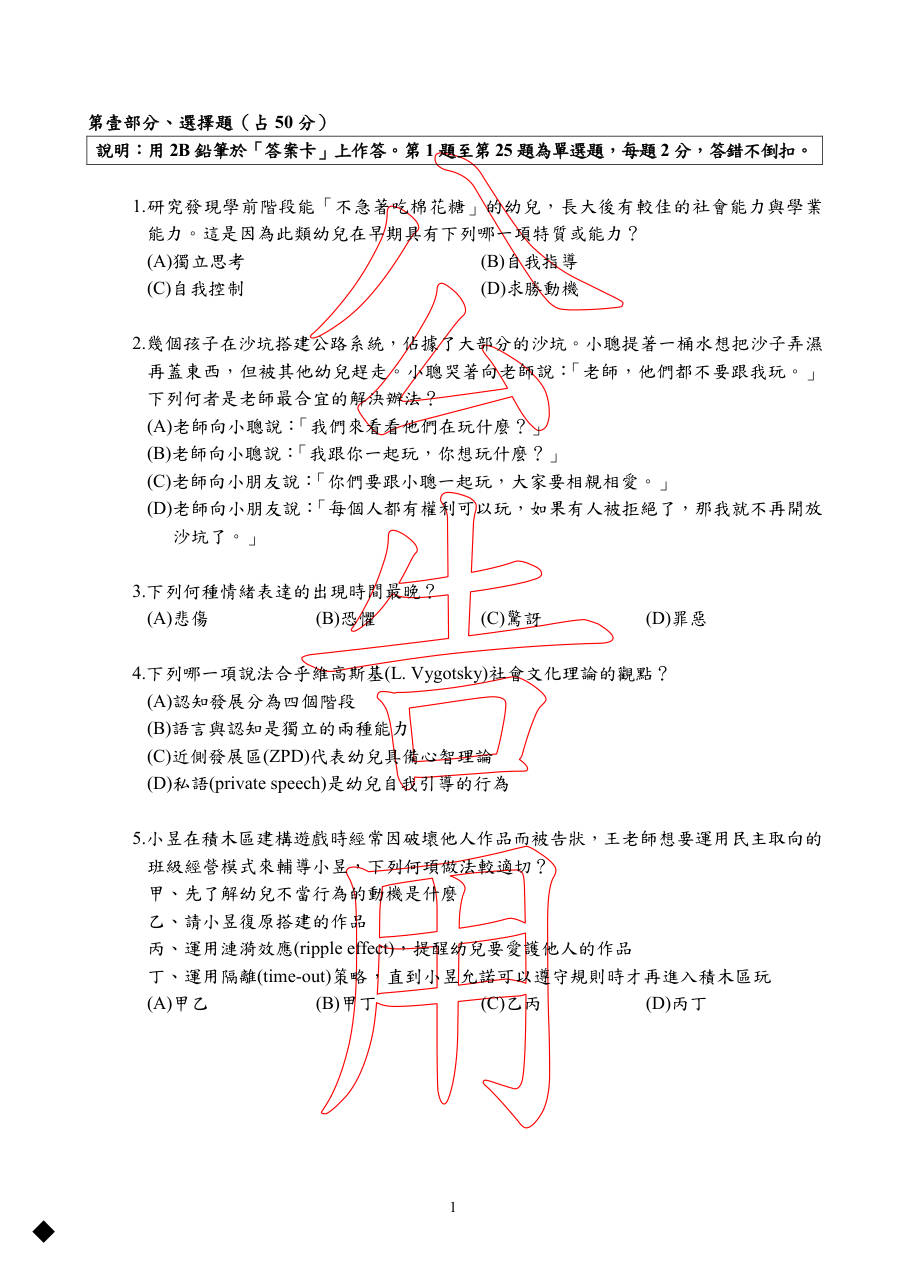 第壹部分、選擇題（占 50 分）
說明：用 2B 鉛筆於「答案卡」上作答。第 1 題至第 25 題為單選題，每題 2 分，答錯不倒扣。
1.研究發現學前階段能「不急著吃棉花糖」的幼兒，長大後有較佳的社會能力與學業
能力。這是因為此類幼兒在早期具有下列哪一項特質或能力？
(A)獨立思考 (B)自我指導
(C)自我控制 (D)求勝動機
2.幾個孩子在沙坑搭建公路系統，佔據了大部分的沙坑。小聰提著一桶水想把沙子弄濕
再蓋東西，但被其他幼兒趕走。小聰哭著向老師說：「老師，他們都不要跟我玩。」
下列何者是老師最合宜的解決辦法？
(A)老師向小聰說：「我們來看看他們在玩什麼？」
(B)老師向小聰說：「我跟你一起玩，你想玩什麼？」
(C)老師向小朋友說：「你們要跟小聰一起玩，大家要相親相愛。」
(D)老師向小朋友說：「每個人都有權利可以玩，如果有人被拒絕了，那我就不再開放
沙坑了。」
3.下列何種情緒表達的出現時間最晚？
(A)悲傷 (B)恐懼 (C)驚訝 (D)罪惡
4.下列哪一項說法合乎維高斯基(L. Vygotsky)社會文化理論的觀點？
(A)認知發展分為四個階段
(B)語言與認知是獨立的兩種能力
(C)近側發展區(ZPD)代表幼兒具備心智理論
(D)私語(private speech)是幼兒自我引導的行為
5.小昱在積木區建構遊戲時經常因破壞他人作品而被告狀，王老師想要運用民主取向的
班級經營模式來輔導小昱，下列何項做法較適切？
甲、先了解幼兒不當行為的動機是什麼
乙、請小昱復原搭建的作品
丙、運用漣漪效應(ripple effect)，提醒幼兒要愛護他人的作品
丁、運用隔離(time-out)策略，直到小昱允諾可以遵守規則時才再進入積木區玩
(A)甲乙 (B)甲丁 (C)乙丙 (D)丙丁
公告用
1